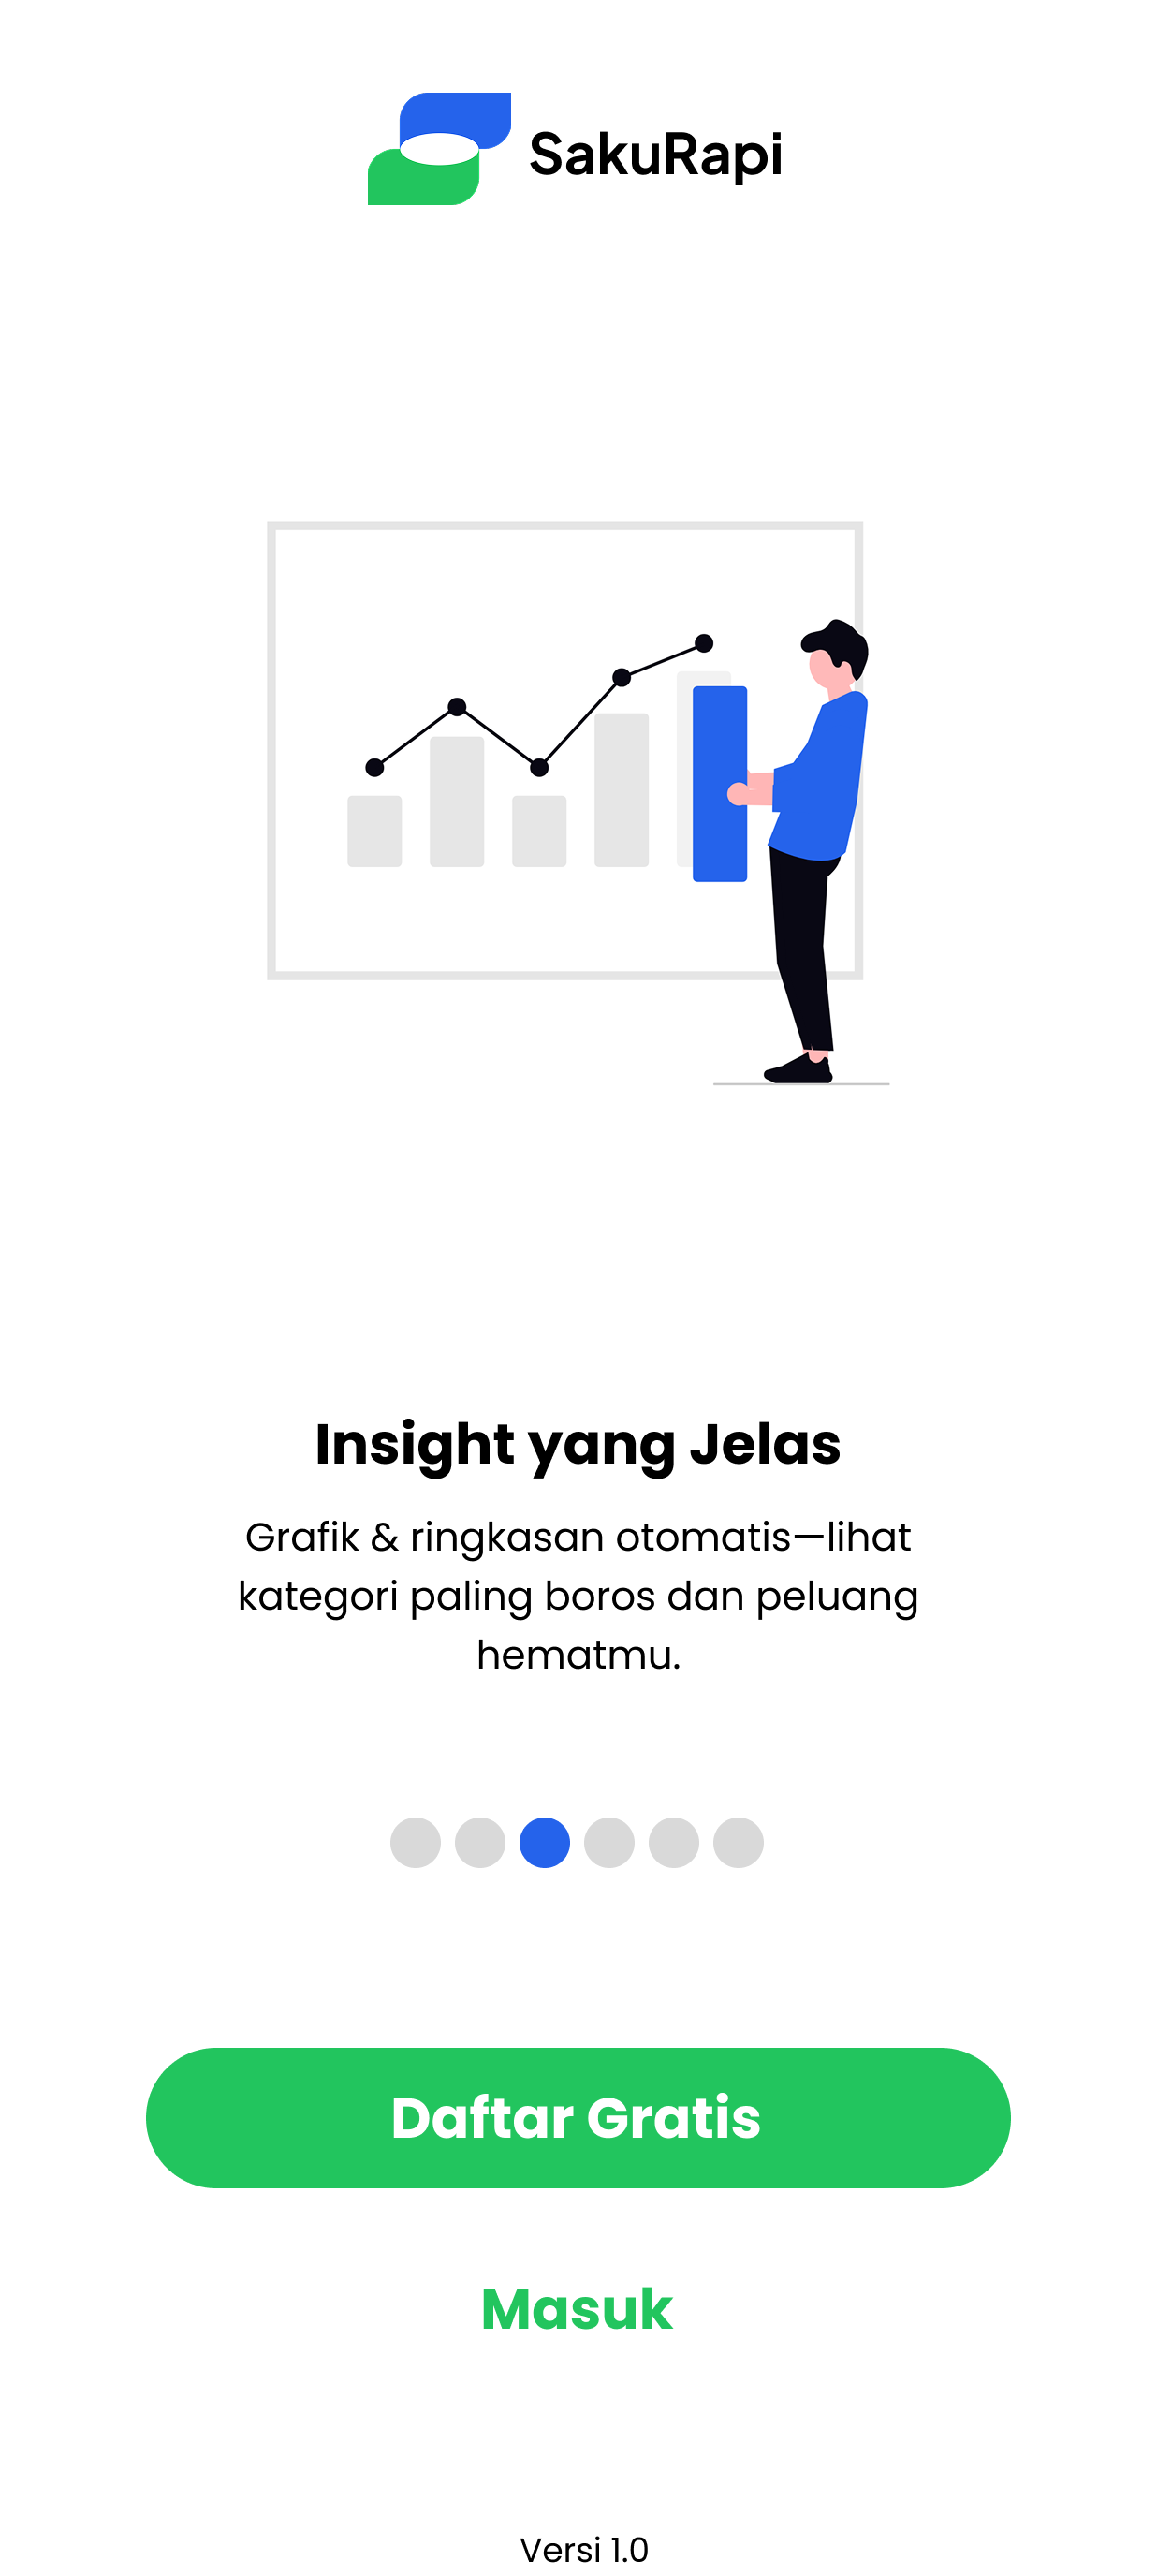 SakuRapi
Insight yang Jelas
Grafik & ringkasan otomatis—lihat
kategori paling boros dan peluang
hematmu.
Daftar Gratis
Masuk
Versi 1.0